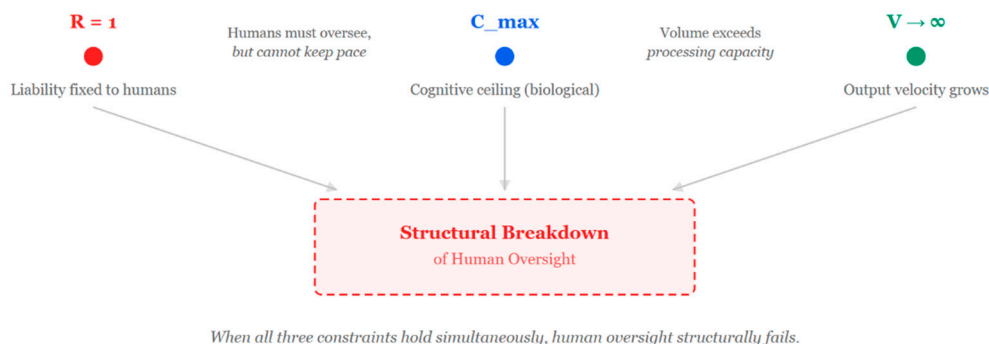 R = 1
Humans must oversee,
but cannot keep pace
C_max
Volume exceeds
processing capacity
V → ∞
Liability fixed to humans
Cognitive ceiling (biological)
Output velocity grows
Structural Breakdown
of Human Oversight
When all three constraints hold simultaneously, human oversight structurally fails.